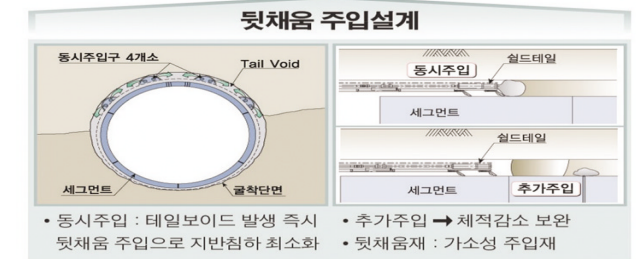 뒷채움 주입설계
동시주입구 4개소
Tail Void
세그먼트
굴착단면
동시주입
쉴드테일
세그먼트
쉴드테일
세그먼트
추가주입
• 동시주입 : 테일보이드 발생 즉시
뒷채움 주입으로 지반침하 최소화
• 추가주입 ➞ 체적감소 보완
• 뒷채움재 : 가소성 주입재